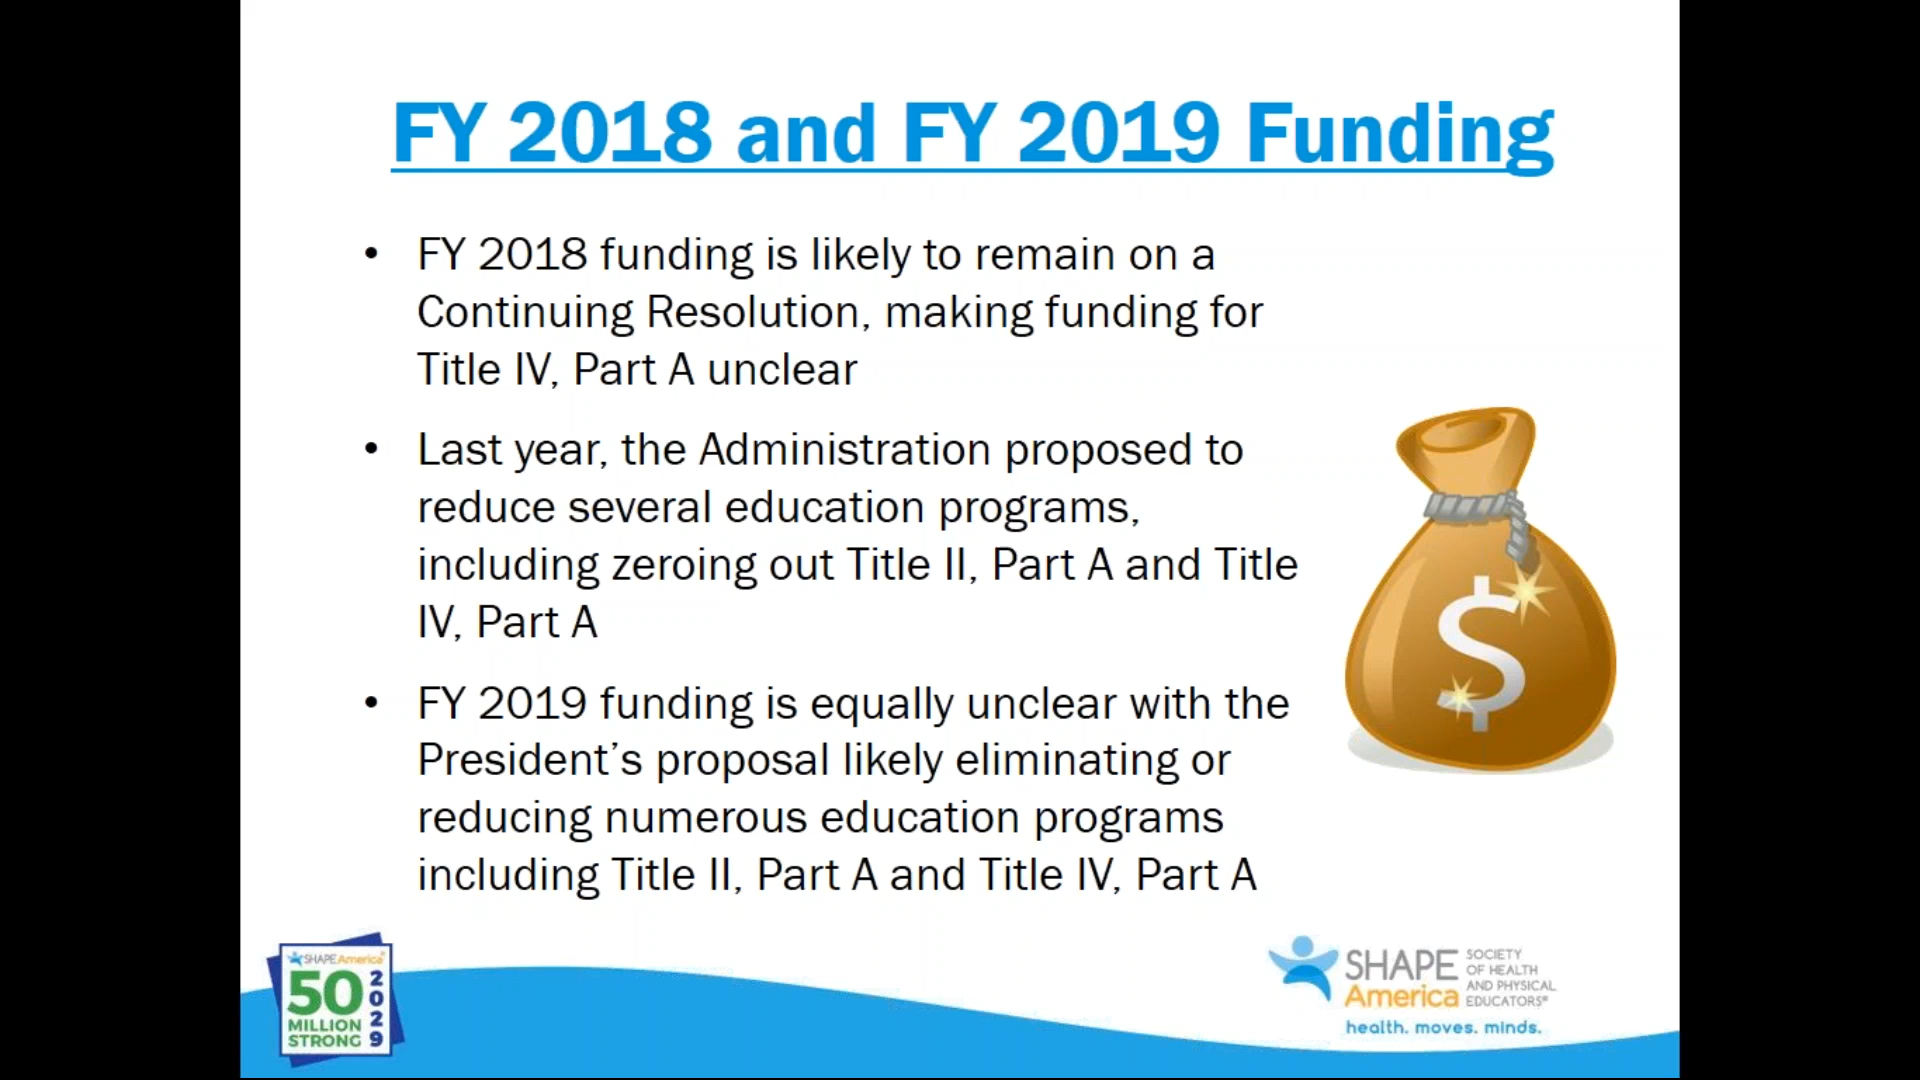 FY 2018 and FY 2019 Funding
• FY 2018 funding is likely to remain on a
Continuing Resolution, making funding for
Title IV, Part A unclear
• Last year, the Administration proposed to
reduce several education programs,
including zeroing out Title II, Part A and Title
IV, Part A
• FY 2019 funding is equally unclear with the
President's proposal likely eliminating or
reducing numerous education programs
including Title II, Part A and Title IV, Part A
$
SHAPE America®
50
MILLION
STRONG
2029
SHAPE
America
SOCIETY
OF HEALTH
AND PHYSICAL
EDUCATORS®
health. moves. minds.